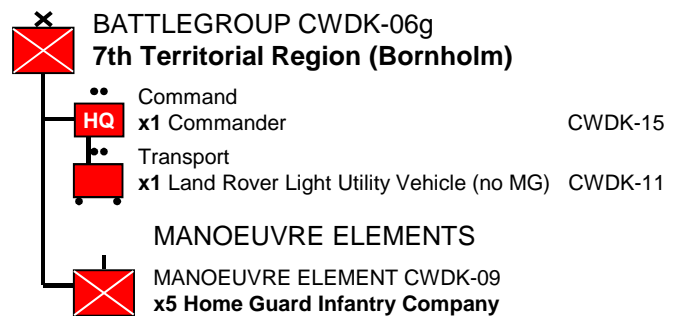 BATTLEGROUP CWDK-06g
7th Territorial Region (Bornholm)
Command
HQ x1 Commander CWDK-15
Transport
x1 Land Rover Light Utility Vehicle (no MG) CWDK-11
MANOEUVRE ELEMENTS
MANOEUVRE ELEMENT CWDK-09
x5 Home Guard Infantry Company